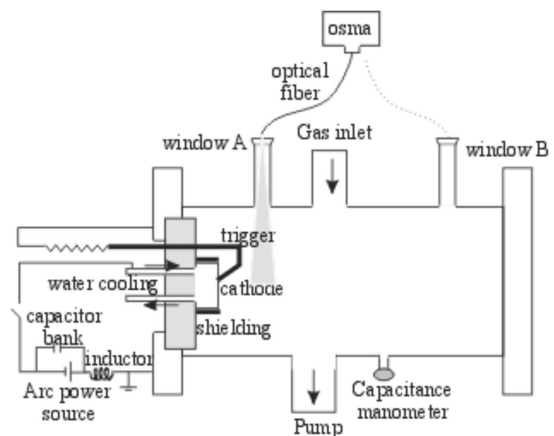 osma
optical
fiber
Gas inlet
window A
window B
trigger
water cooling
cathode
capacitor
bank
shielding
inductor
Arc power
source
Capacitance
manometer
Pump